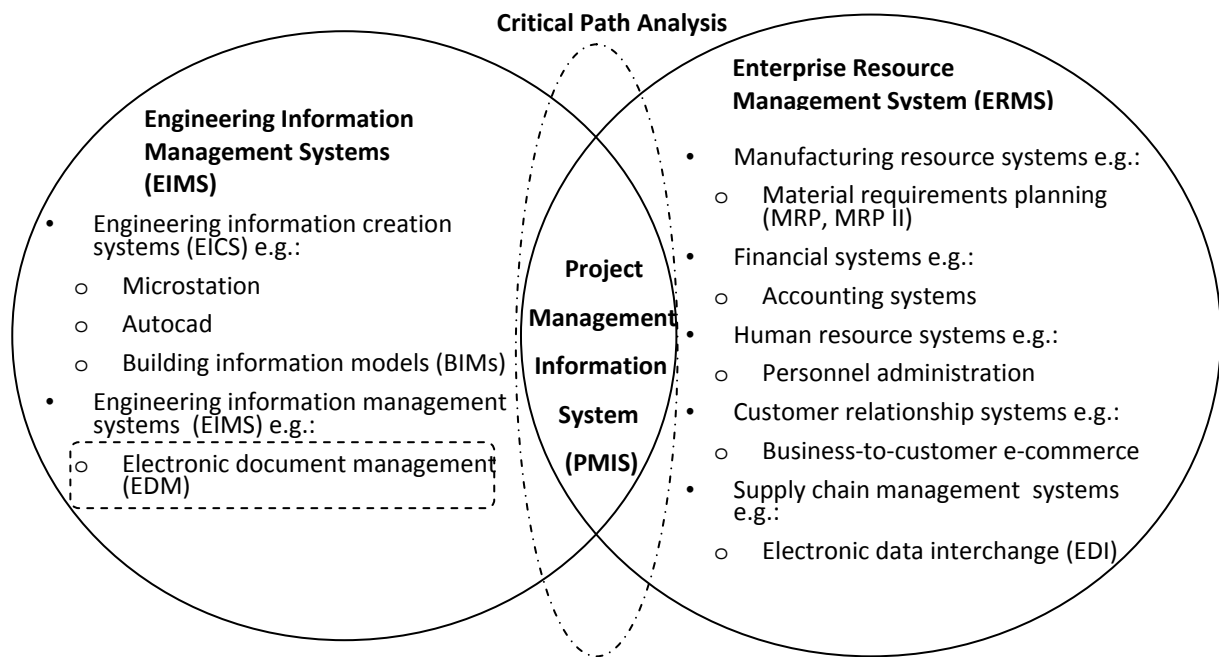 Critical Path Analysis
Engineering Information
Management Systems
(EIMS)
• Engineering information creation
systems (EICS) e.g.:
o Microstation
o Autocad
o Building information models (BIMs)
• Engineering information management
systems (EIMS) e.g.:
o Electronic document management
(EDM)
Project
Management
Information
System
(PMIS)
Enterprise Resource
Management System (ERMS)
• Manufacturing resource systems e.g.:
o Material requirements planning
(MRP, MRP II)
• Financial systems e.g.:
o Accounting systems
• Human resource systems e.g.:
o Personnel administration
• Customer relationship systems e.g.:
o Business-to-customer e-commerce
• Supply chain management systems
e.g.:
o Electronic data interchange (EDI)